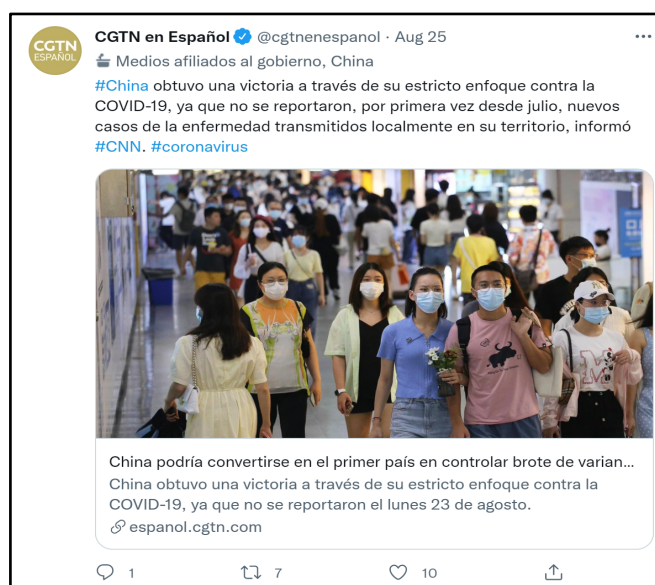 CGTN
ESPAÑOL
CGTN en Español @cgtnenespanol · Aug 25
Medios afiliados al gobierno, China
#China obtuvo una victoria a través de su estricto enfoque contra la
COVID-19, ya que no se reportaron, por primera vez desde julio, nuevos
casos de la enfermedad transmitidos localmente en su territorio, informó
#CNN. #coronavirus
China podría convertirse en el primer país en controlar brote de varian...
China obtuvo una victoria a través de su estricto enfoque contra la
COVID-19, ya que no se reportaron el lunes 23 de agosto.
espanol.cgtn.com
1 7 10